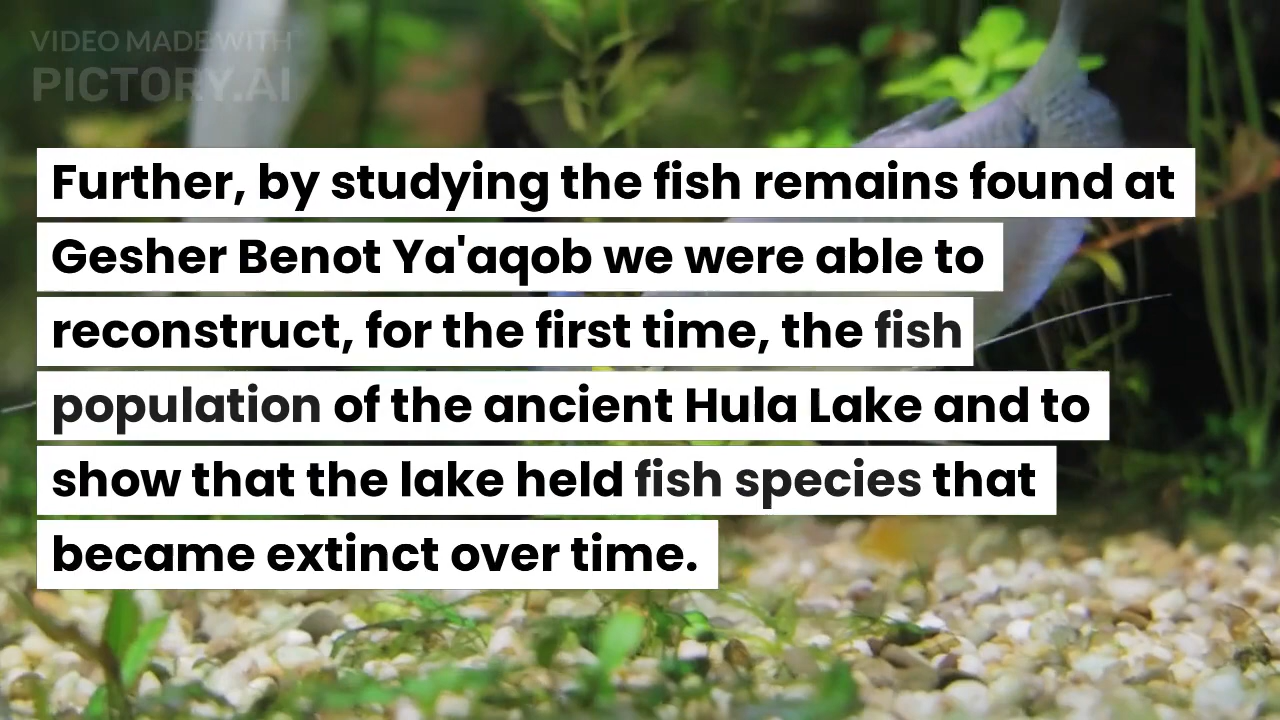 VIDEO MADE WITH
PICTORY.AI
Further, by studying the fish remains found at
Gesher Benot Ya'aqob we were able to
reconstruct, for the first time, the fish
population of the ancient Hula Lake and to
show that the lake held fish species that
became extinct over time.